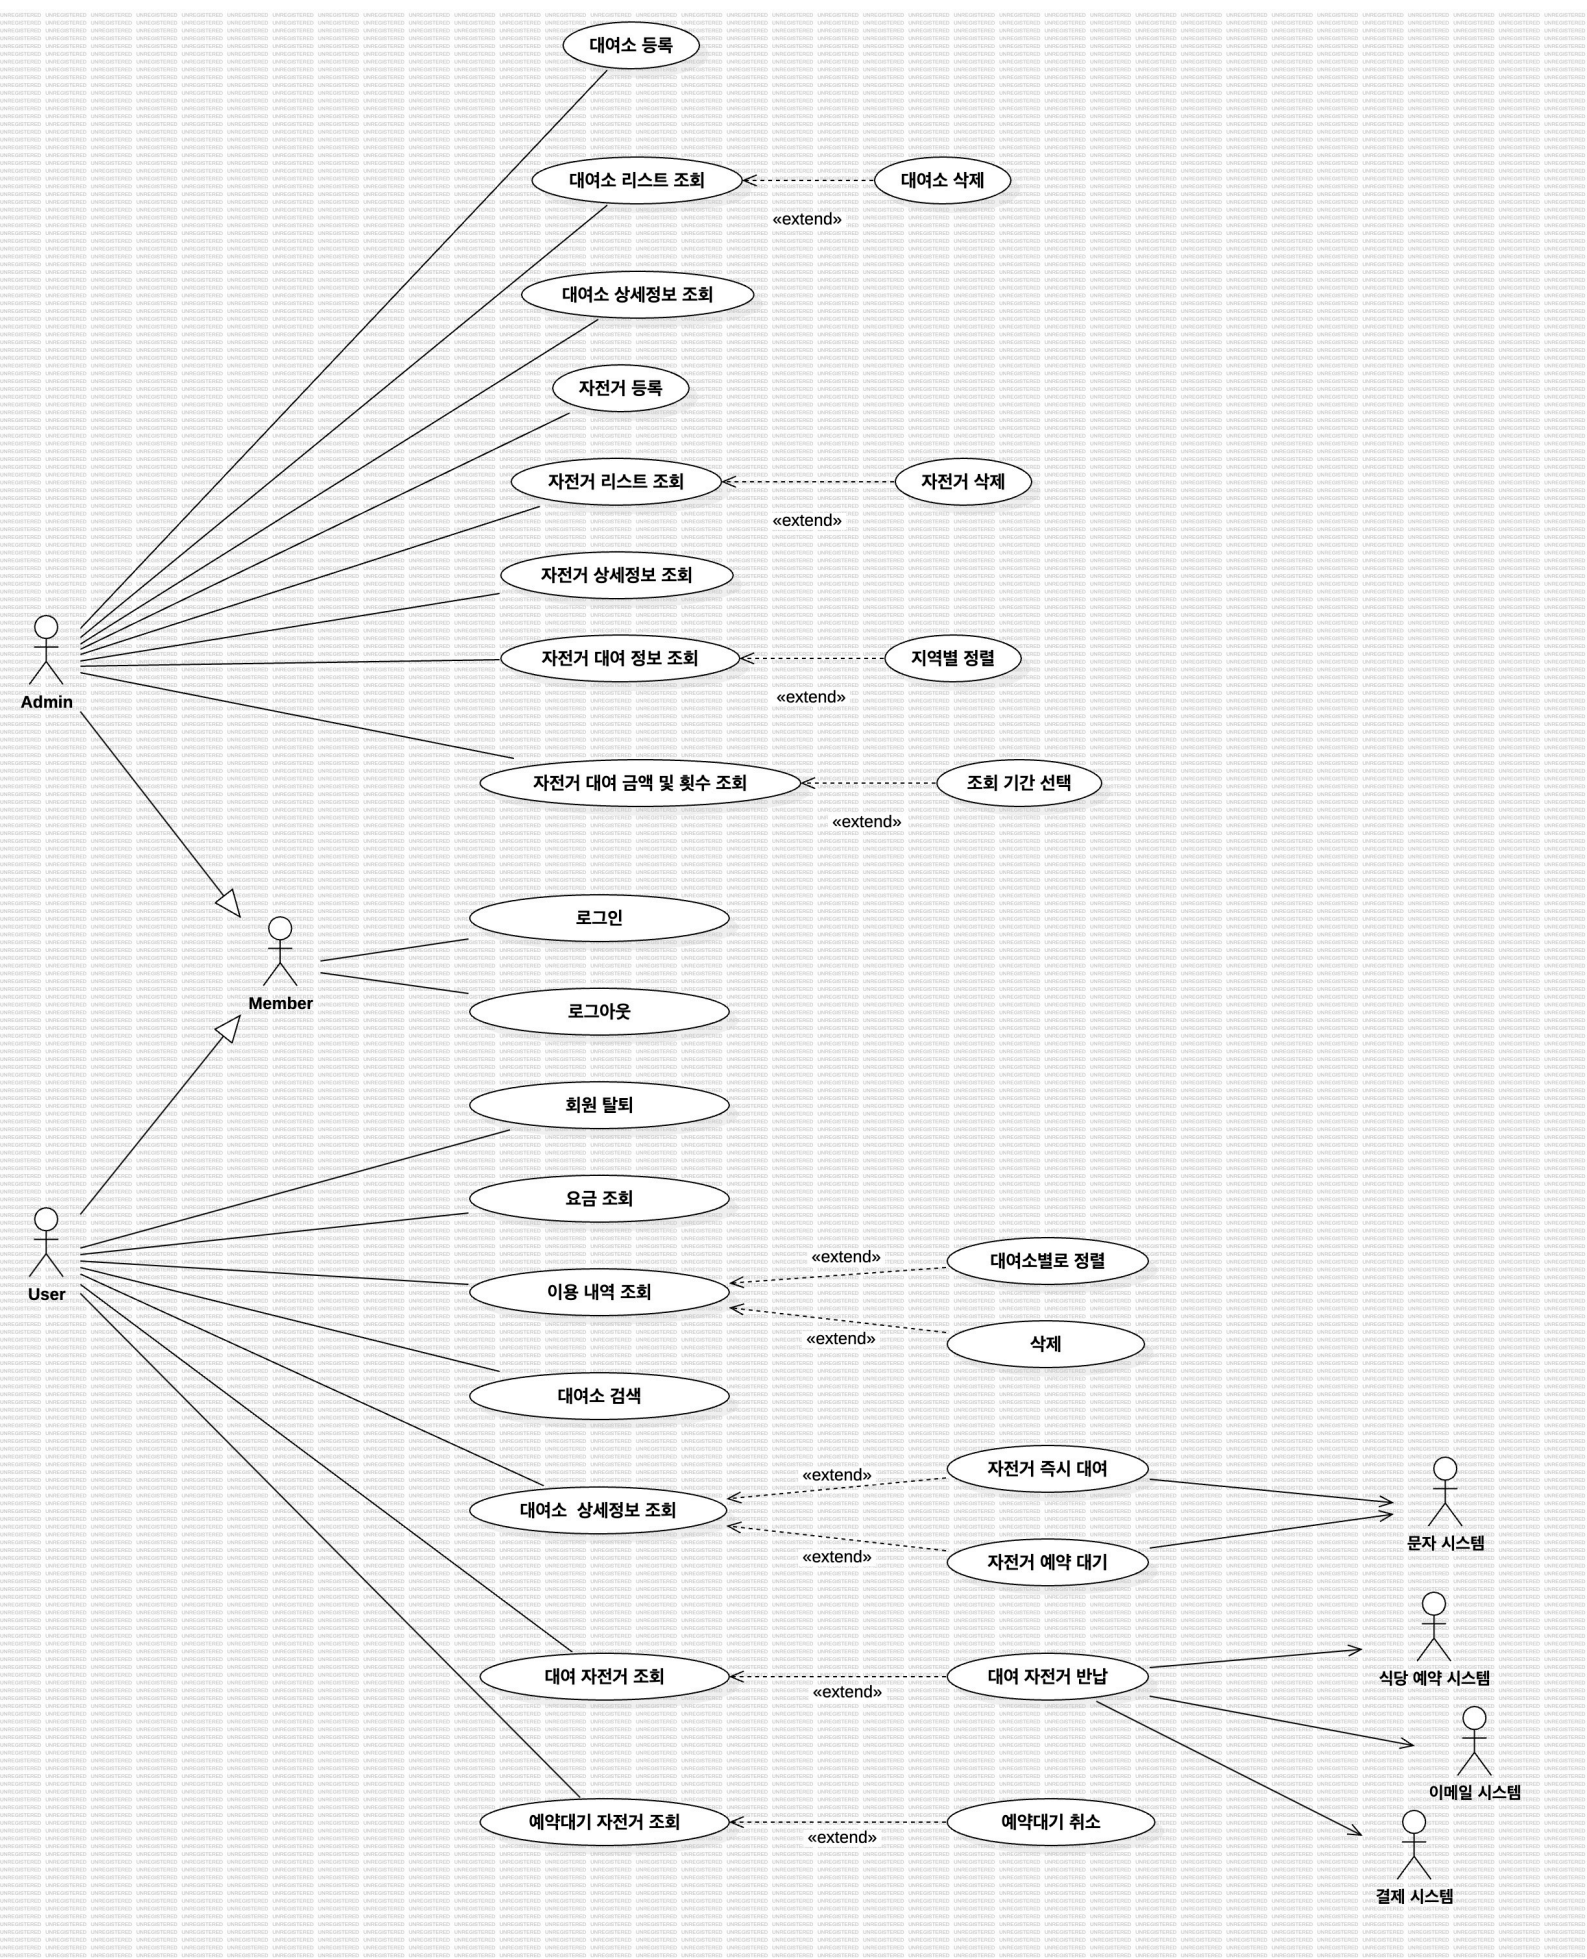 대여소 등록
대여소 리스트 조회
대여소 삭제
«extend»
대여소 상세정보 조회
자전거 등록
자전거 리스트 조회
자전거 삭제
«extend»
자전거 상세정보 조회
자전거 대여 정보 조회
지역별 정렬
«extend»
Admin
자전거 대여 금액 및 횟수 조회
조회 기간 선택
«extend»
로그인
Member
로그아웃
회원 탈퇴
요금 조회
«extend»
대여소별로 정렬
User
이용 내역 조회
«extend»
삭제
대여소 검색
«extend»
자전거 즉시 대여
대여소  상세정보 조회
문자 시스템
«extend»
자전거 예약 대기
대여 자전거 조회
대여 자전거 반납
식당 예약 시스템
«extend»
이메일 시스템
예약대기 자전거 조회
예약대기 취소
«extend»
결제 시스템
UNREGISTERED